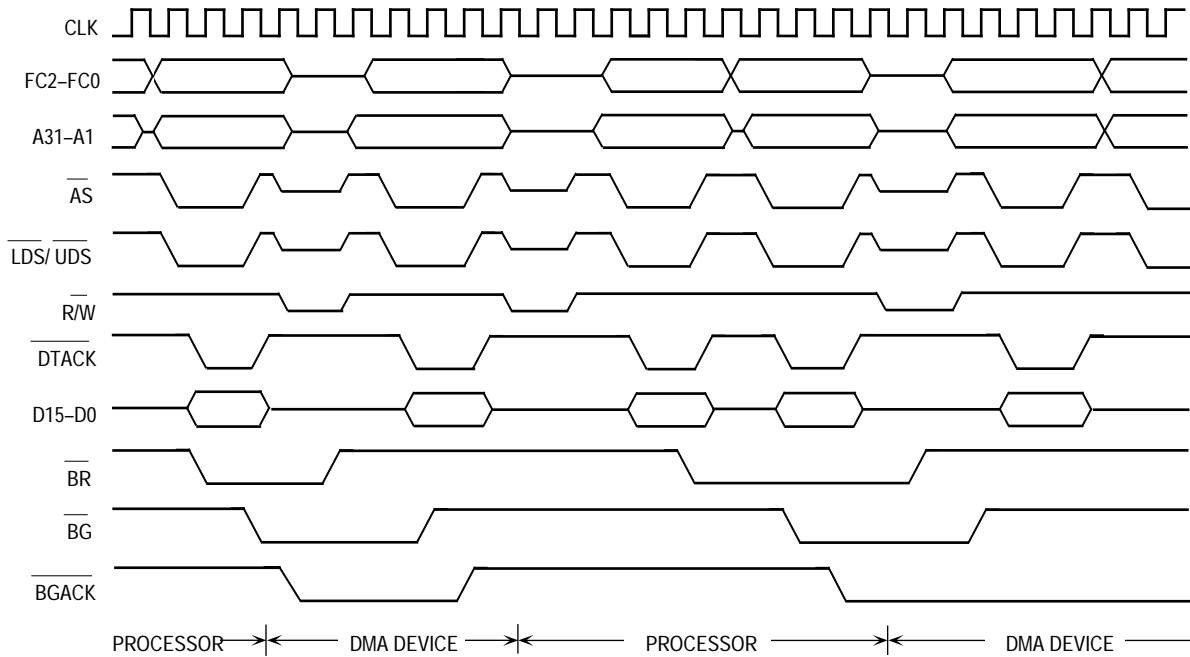 CLK
FC2–FC0
A31–A1
AS
LDS/ UDS
R/W
DTACK
D15–D0
BR
BG
BGACK
PROCESSOR DMA DEVICE PROCESSOR DMA DEVICE